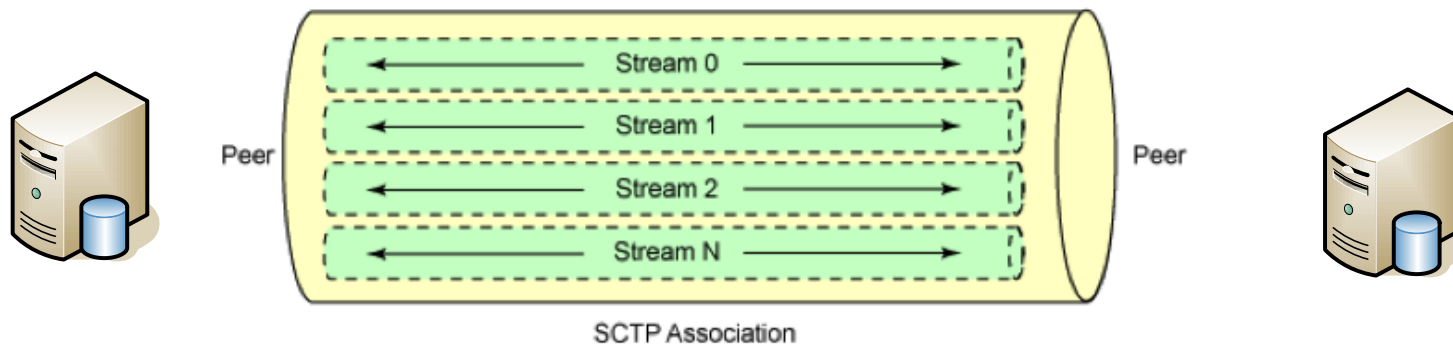 Stream 0
Stream 1
Peer
Peer
Stream 2
Stream N
SCTP Association